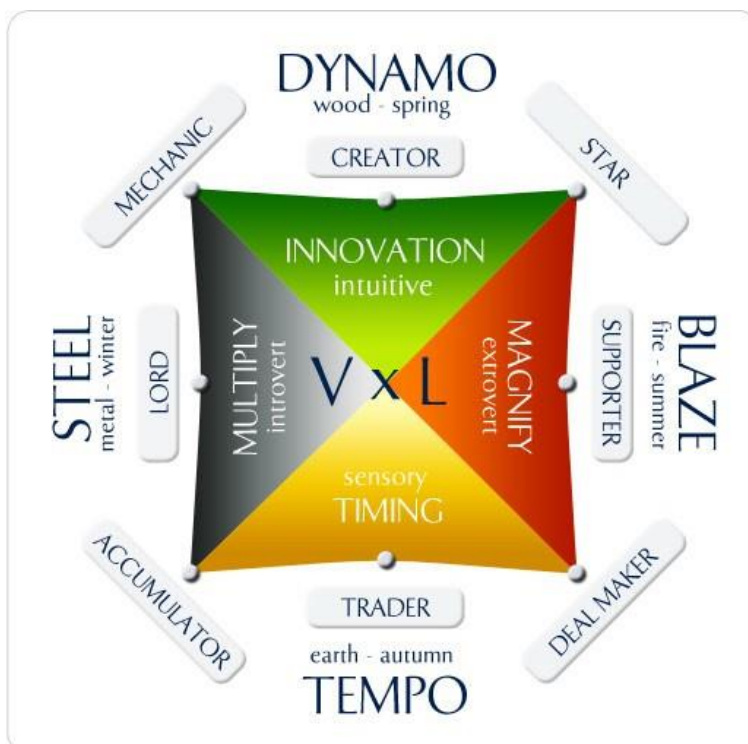 DYNAMO
wood - spring
MECHANIC
CREATOR
STAR
INNOVATION
intuitive
STEEL
metal - winter
LORD
MULTIPLY
introvert
V x L
MAGNIFY
extrovert
SUPPORTER
BLAZE
fire - summer
sensory
TIMING
ACCUMULATOR
TRADER
DEAL MAKER
earth - autumn
TEMPO